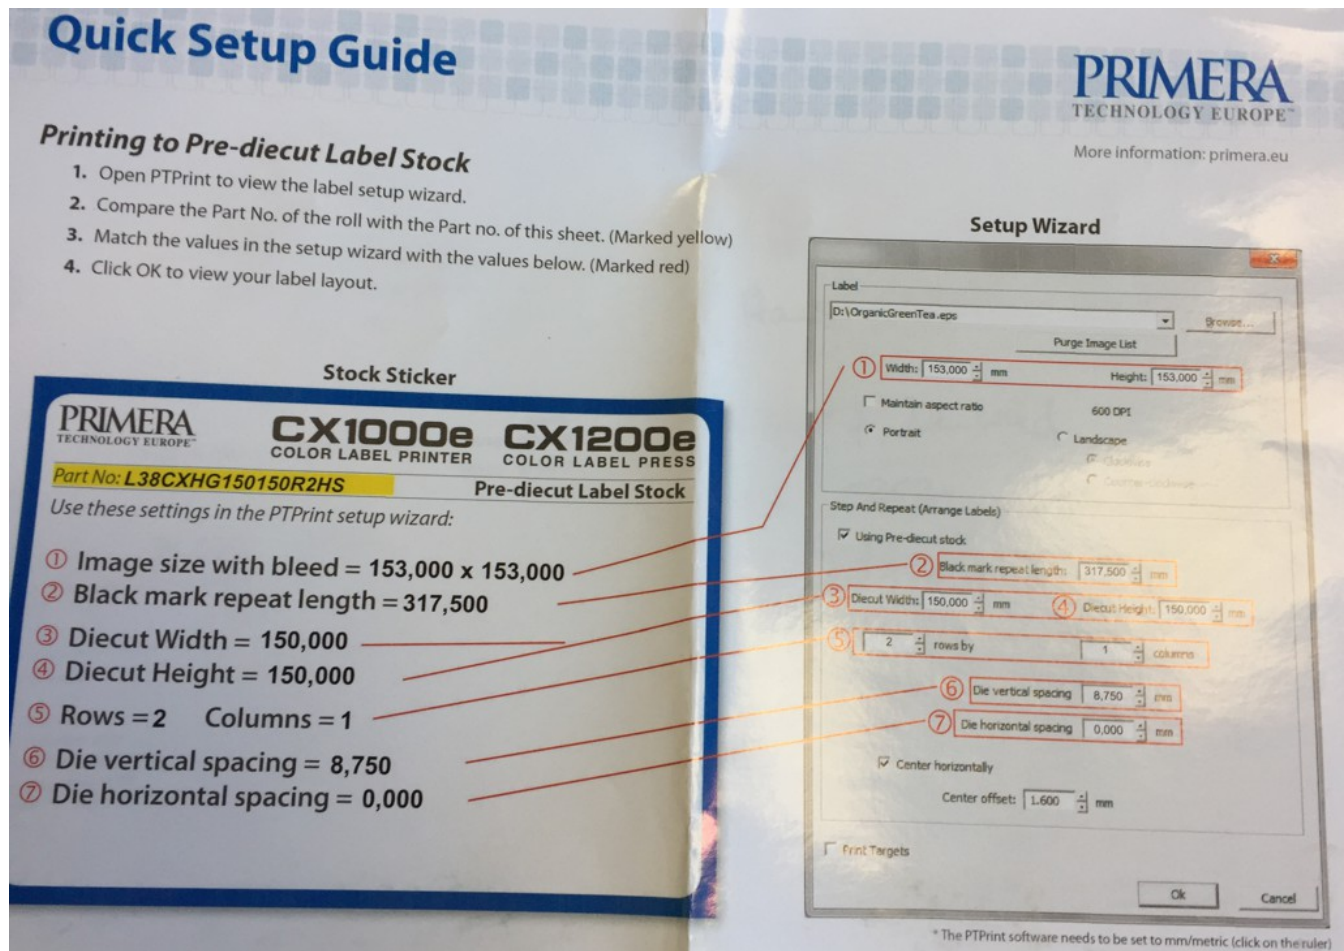 Quick Setup Guide
PRIMERA
TECHNOLOGY EUROPE™
More information: primera.eu
Printing to Pre-diecut Label Stock
1. Open PTPrint to view the label setup wizard.
2. Compare the Part No. of the roll with the Part no. of this sheet. (Marked yellow)
3. Match the values in the setup wizard with the values below. (Marked red)
4. Click OK to view your label layout.
Stock Sticker
PRIMERA
TECHNOLOGY EUROPE™
CX1000e
COLOR LABEL PRINTER
CX1200e
COLOR LABEL PRESS
Part No: L38CXHG150150R2HS
Pre-diecut Label Stock
Use these settings in the PTPrint setup wizard:
① Image size with bleed = 153,000 x 153,000
② Black mark repeat length = 317,500
③ Diecut Width = 150,000
④ Diecut Height = 150,000
⑤ Rows = 2 Columns = 1
⑥ Die vertical spacing = 8,750
⑦ Die horizontal spacing = 0,000
Setup Wizard
Label
D:\OrganicGreenTea.eps
Browse...
Purge Image List
① Width: 153,000 mm Height: 153,000 mm
Maintain aspect ratio 600 DPI
Portrait Landscape
Clockwise
Counter-clockwise
Step And Repeat (Arrange Labels)
Using Pre-diecut stock
② Black mark repeat length: 317,500 mm
③ Diecut Width: 150,000 mm ④ Diecut Height: 150,000 mm
⑤ 2 rows by 1 columns
⑥ Die vertical spacing 8,750 mm
⑦ Die horizontal spacing 0,000 mm
Center horizontally
Center offset: 1.600 mm
Print Targets
Ok Cancel
* The PTPrint software needs to be set to mm/metric (click on the ruler)